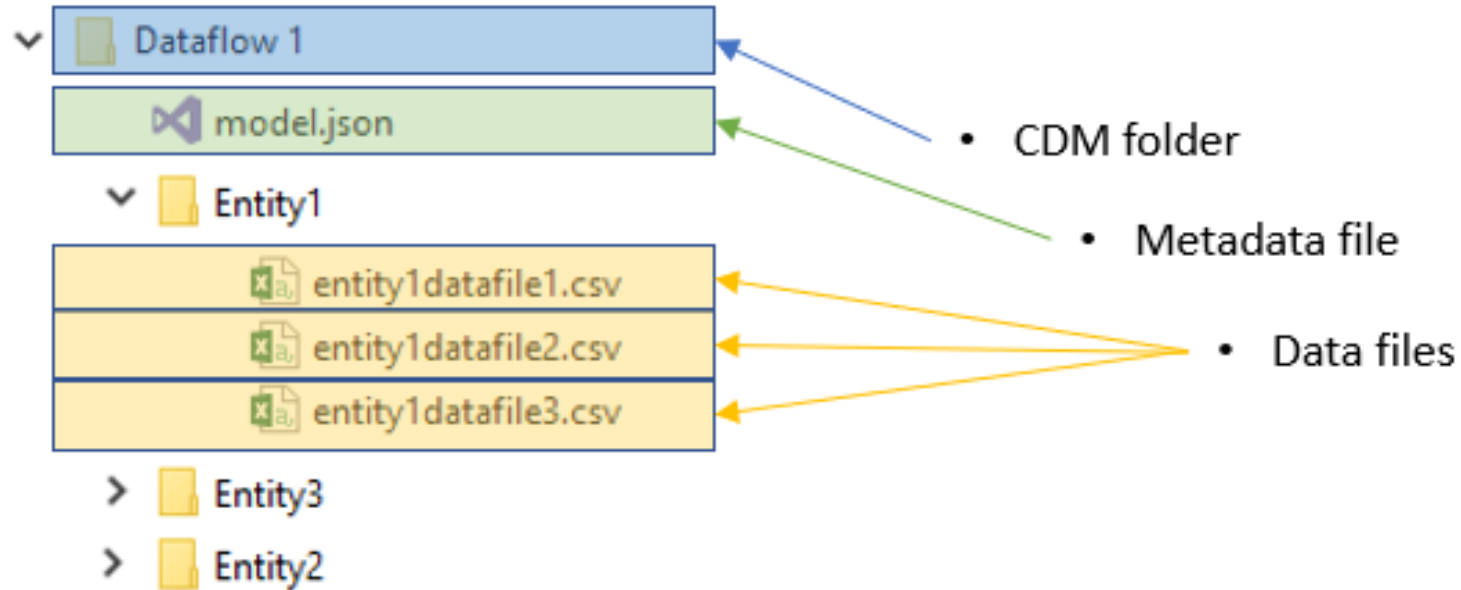 Dataflow 1
model.json
• CDM folder
Entity1
• Metadata file
entity1datafile1.csv
entity1datafile2.csv
• Data files
entity1datafile3.csv
Entity3
Entity2